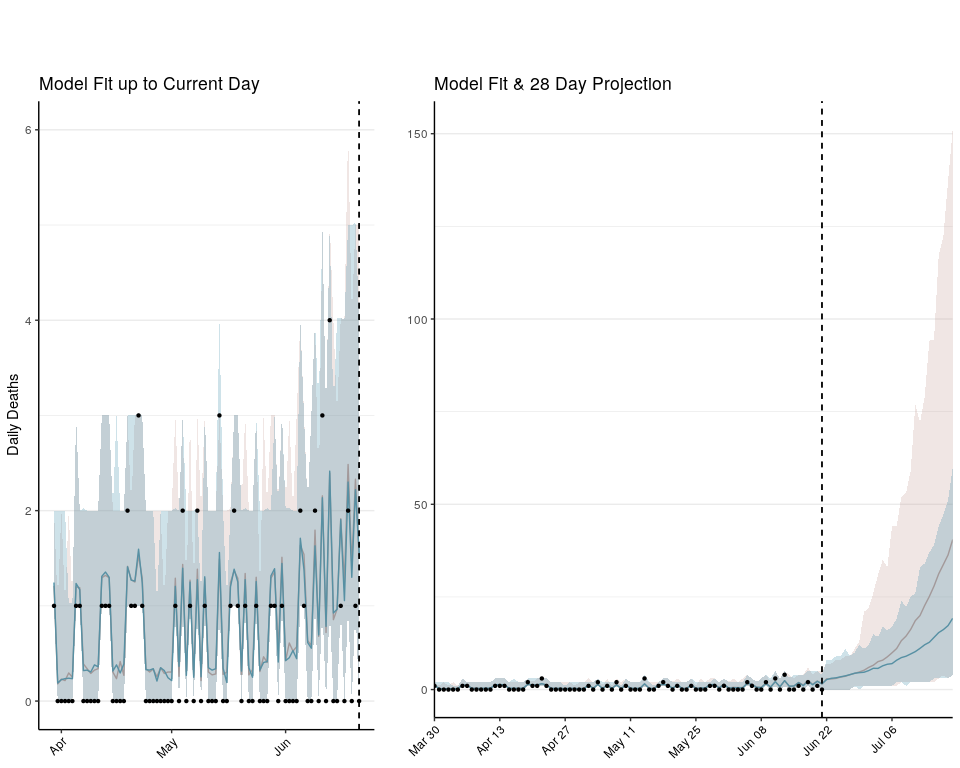 Model Fit up to Current Day
Daily Deaths
6
4
2
0
Apr
May
Jun
Model Fit & 28 Day Projection
150
100
50
0
Mar 30
Apr 13
Apr 27
May 11
May 25
Jun 08
Jun 22
Jul 06